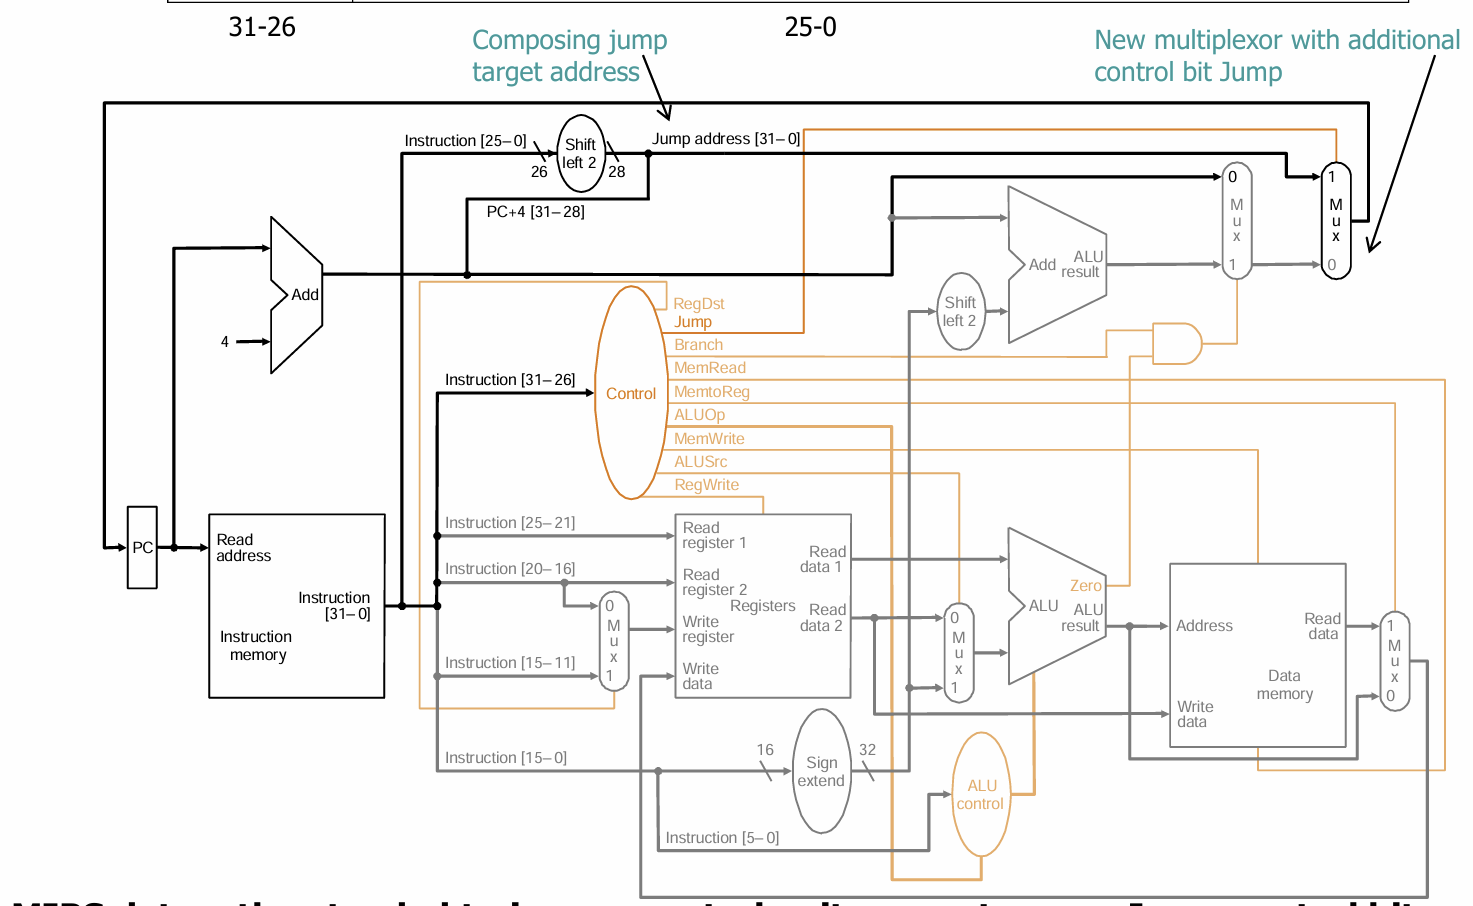 31-26
25-0
Composing jump
target address
New multiplexor with additional
control bit Jump
Instruction [25–0]
Shift
left 2
Jump address [31–0]
26
28
PC+4 [31–28]
0
M
u
x
1
1
M
u
x
0
Add
ALU
result
Add
4
Shift
left 2
RegDst
Jump
Branch
MemRead
MemtoReg
ALUOp
MemWrite
ALUSrc
RegWrite
Instruction [31–26]
Control
PC
Read
address
Instruction
[31–0]
Instruction
memory
Instruction [25–21]
Instruction [20–16]
Instruction [15–11]
Instruction [15–0]
Instruction [5–0]
0
M
u
x
1
Read
register 1
Read
register 2
Write
register
Write
data
Registers
Read
data 1
Read
data 2
0
M
u
x
1
Zero
ALU
ALU
result
Address
Write
data
Read
data
Data
memory
1
M
u
x
0
16
Sign
extend
32
ALU
control